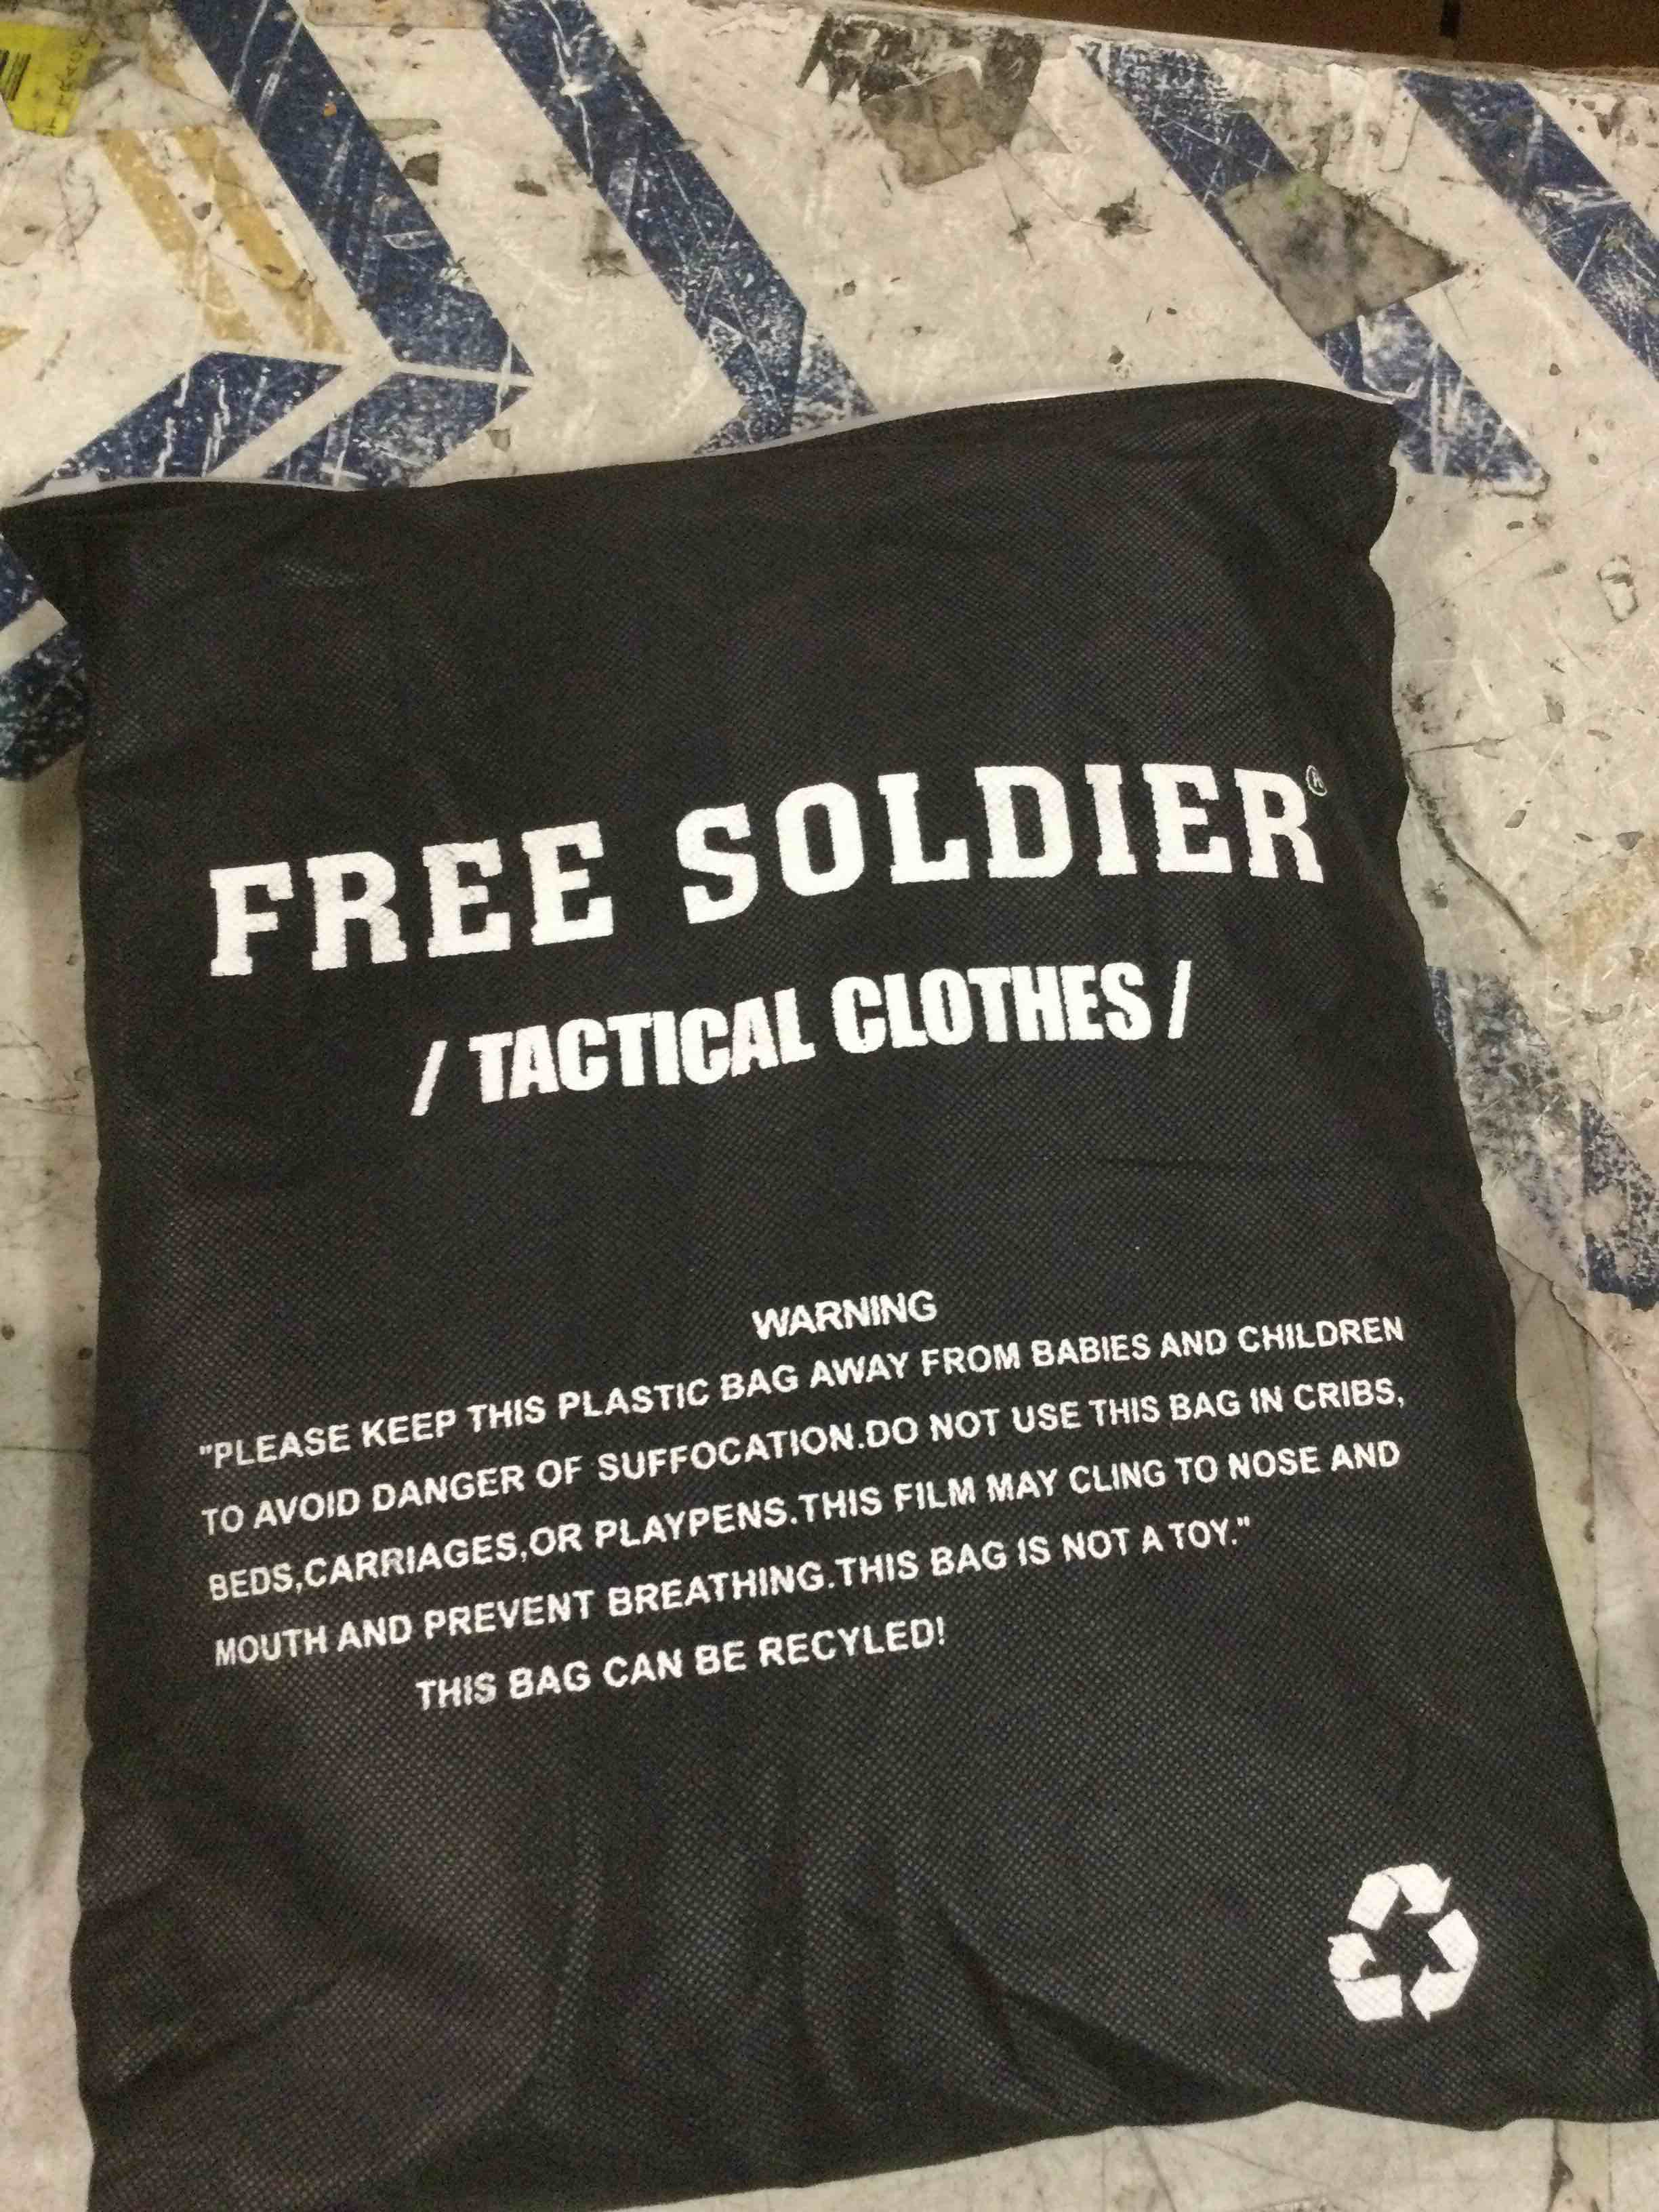 FREE SOLDIER®
/ TACTICAL CLOTHES /
WARNING
"PLEASE KEEP THIS PLASTIC BAG AWAY FROM BABIES AND CHILDREN
TO AVOID DANGER OF SUFFOCATION.DO NOT USE THIS BAG IN CRIBS,
BEDS,CARRIAGES,OR PLAYPENS.THIS FILM MAY CLING TO NOSE AND
MOUTH AND PREVENT BREATHING.THIS BAG IS NOT A TOY."
THIS BAG CAN BE RECYLED!